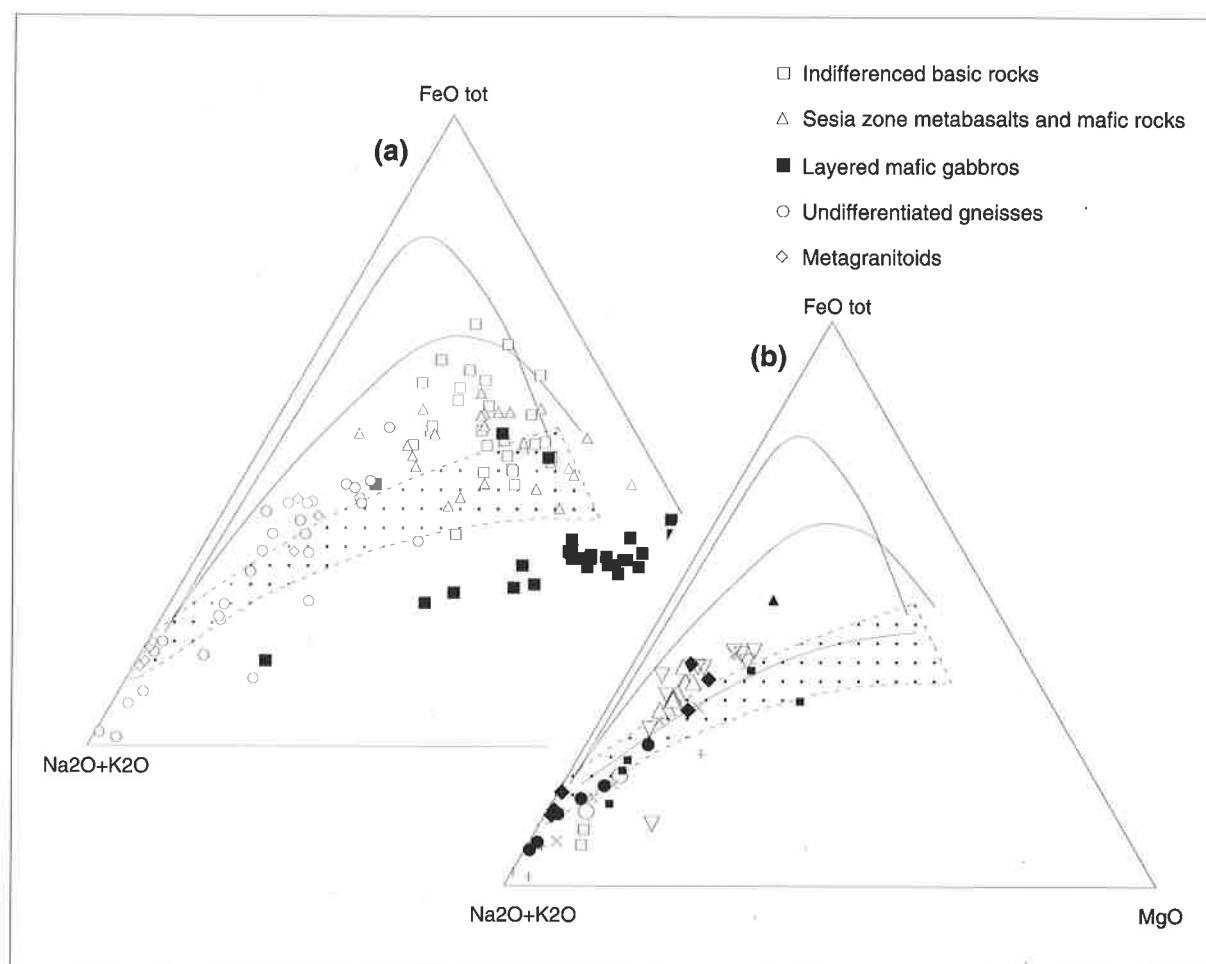 FeO tot
(a)
Indifferenced basic rocks
Sesia zone metabasalts and mafic rocks
Layered mafic gabbros
Undifferentiated gneisses
Metagranitoids
Na2O+K2O
FeO tot
(b)
Na2O+K2O
MgO